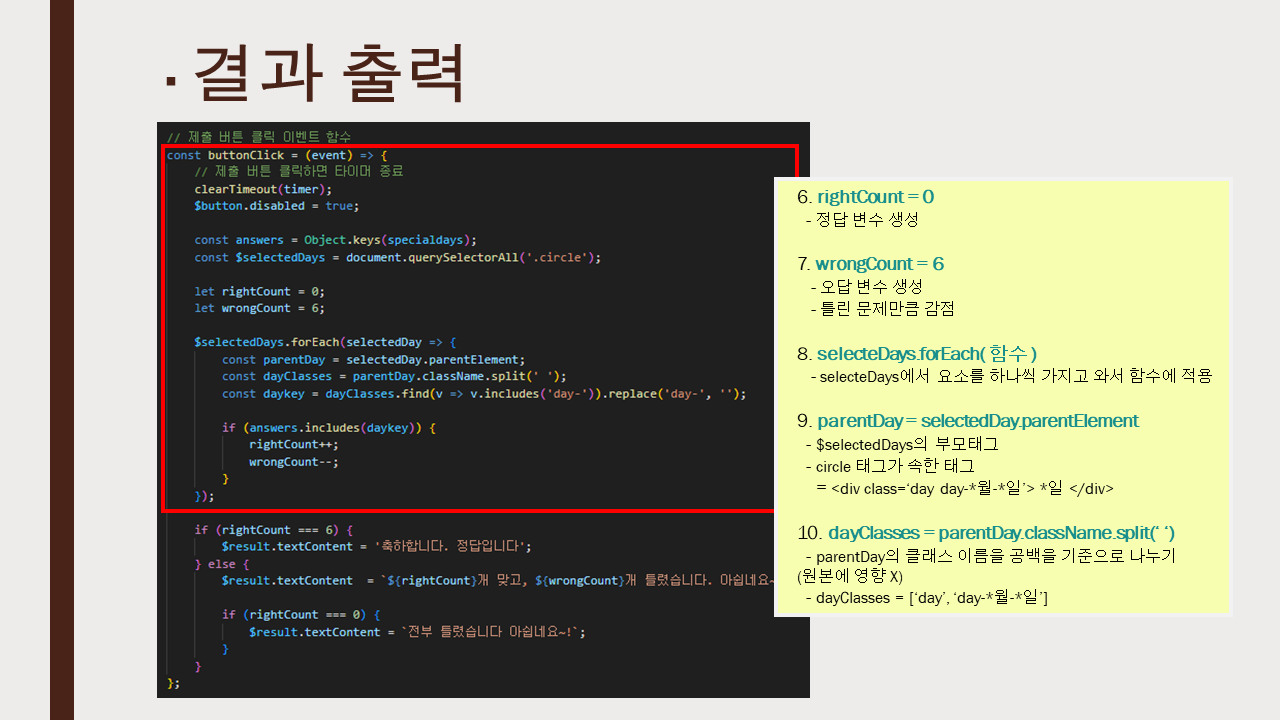 · 결과 출력
// 제출 버튼 클릭 이벤트 함수
const buttonClick = (event) => {
// 제출 버튼 클릭하면 타이머 종료
clearTimeout(timer);
$button.disabled = true;
const answers = Object.keys(specialdays);
const $selectedDays = document.querySelectorAll('.circle');
let rightCount = 0;
let wrongCount = 6;
$selectedDays.forEach(selectedDay => {
const parentDay = selectedDay.parentElement;
const dayClasses = parentDay.className.split(' ');
const daykey = dayClasses.find(v => v.includes('day-')).replace('day-', '');
if (answers.includes(daykey)) {
rightCount++;
wrongCount--;
}
});
if (rightCount === 6) {
$result.textContent = '축하합니다. 정답입니다';
} else {
$result.textContent = `${rightCount}개 맞고, ${wrongCount}개 틀렸습니다. 아쉽네요~
if (rightCount === 0) {
$result.textContent = `전부 틀렸습니다 아쉽네요~!`;
}
}
};
6. rightCount = 0
- 정답 변수 생성
7. wrongCount = 6
- 오답 변수 생성
- 틀린 문제만큼 감점
8. selecteDays.forEach( 함수 )
- selecteDays에서 요소를 하나씩 가지고 와서 함수에 적용
9. parentDay = selectedDay.parentElement
- $selectedDays의 부모태그
- circle 태그가 속한 태그
= <div class=‘day day-*월-*일’> *일 </div>
10. dayClasses = parentDay.className.split(‘ ‘)
- parentDay의 클래스 이름을 공백을 기준으로 나누기
(원본에 영향 X)
- dayClasses = [‘day’, ‘day-*월-*일’]